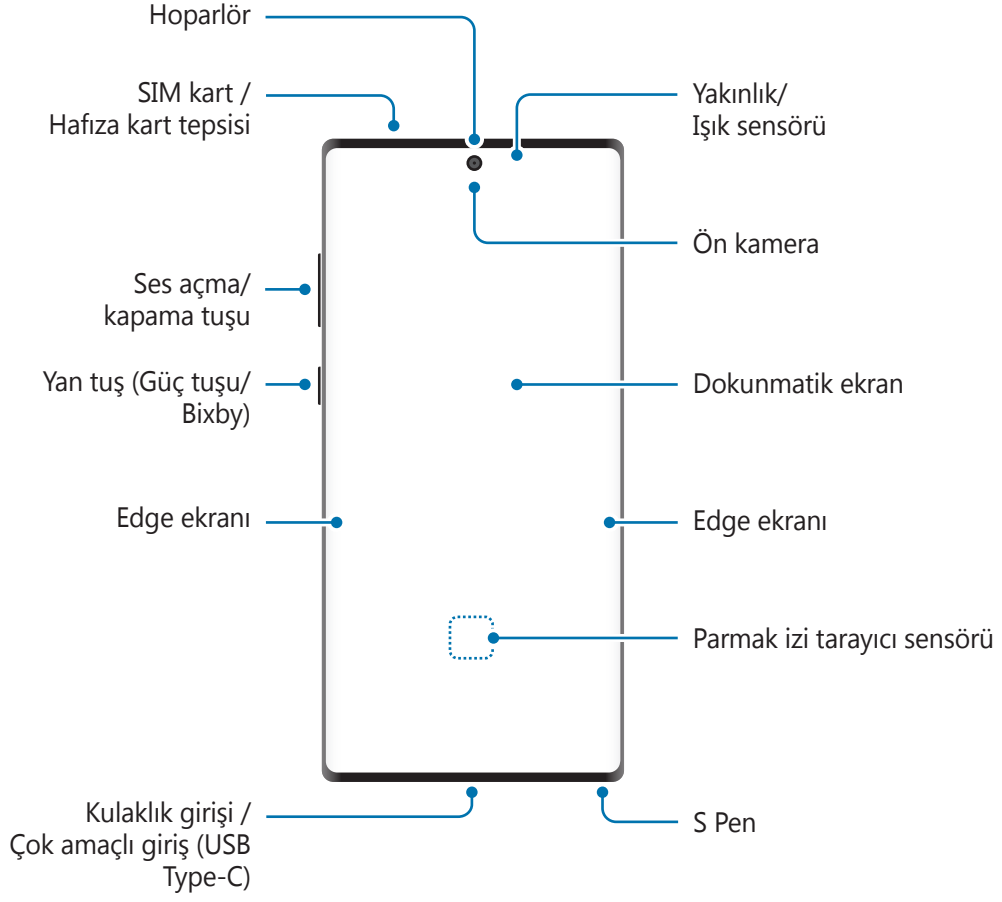 Hoparlör
SIM kart /
Hafıza kart tepsisi
Yakınlık/
Işık sensörü
Ön kamera
Ses açma/
kapama tuşu
Yan tuş (Güç tuşu/
Bixby)
Dokunmatik ekran
Edge ekranı
Edge ekranı
Parmak izi tarayıcı sensörü
Kulaklık girişi /
Çok amaçlı giriş (USB
Type-C)
S Pen